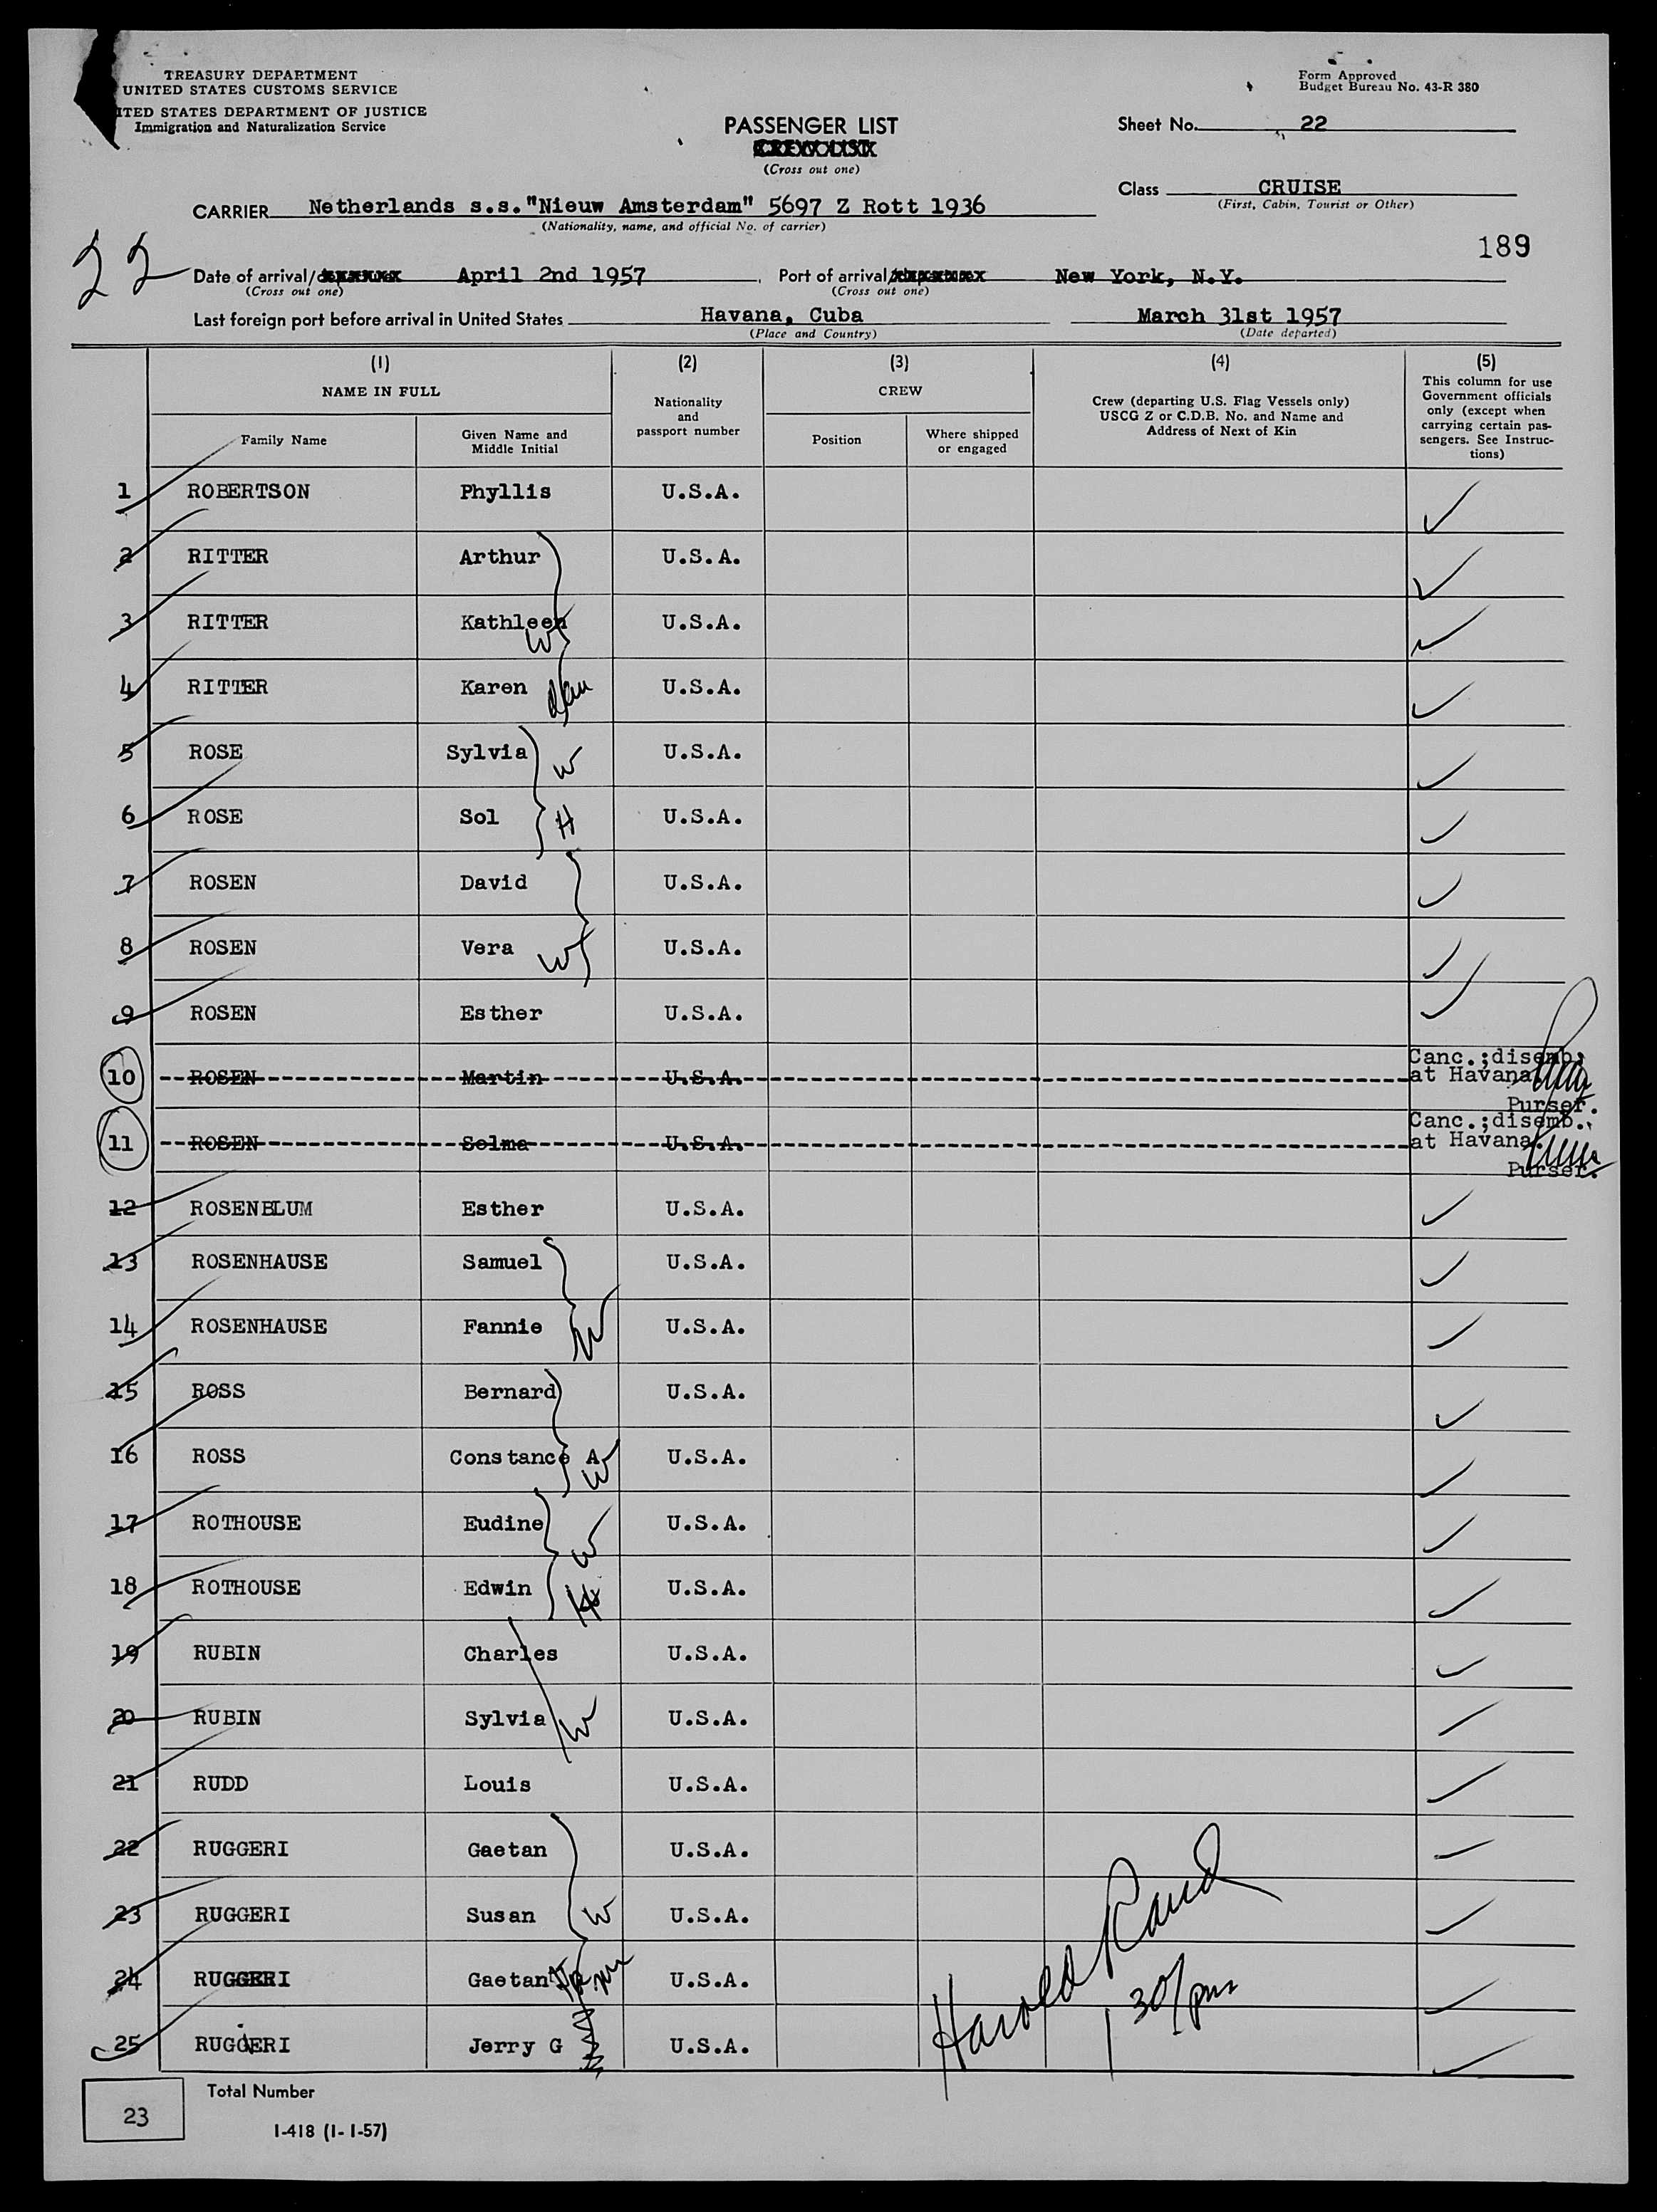 TREASURY DEPARTMENT
UNITED STATES CUSTOMS SERVICE
ITED STATES DEPARTMENT OF JUSTICE
Immigration and Naturalization Service
Form Approved
Budget Bureau No. 43-R 380
PASSENGER LIST
CREW LIST
(Cross out one)
Sheet No. 22
Class CRUISE
(First, Cabin, Tourist or Other)
CARRIER Netherlands s.s."Nieuw Amsterdam" 5697 Z Rott 1936
(Nationality, name, and official No. of carrier)
189
22
Date of arrival/departure April 2nd 1957, Port of arrival/departure New York, N.Y.
(Cross out one) (Cross out one)
Last foreign port before arrival in United States Havana, Cuba March 31st 1957
(Place and Country) (Date departed)
(1) (2) (3) (4) (5)
NAME IN FULL
Family Name
Given Name and
Middle Initial
Nationality
and
passport number
CREW
Position
Where shipped
or engaged
Crew (departing U.S. Flag Vessels only)
USCG Z or C.D.B. No. and Name and
Address of Next of Kin
This column for use
Government officials
only (except when
carrying certain pas-
sengers. See Instruc-
tions)
1 ROBERTSON Phyllis U.S.A.
2 RITTER Arthur U.S.A.
3 RITTER Kathleen W U.S.A.
4 RITTER Karen dau U.S.A.
5 ROSE Sylvia W U.S.A.
6 ROSE Sol H U.S.A.
7 ROSEN David U.S.A.
8 ROSEN Vera W U.S.A.
9 ROSEN Esther U.S.A.
10 ROSEN Martin U.S.A. Canc.;disemb.
at Havana
Purser.
11 ROSEN Selma U.S.A. Canc.;disemb.
at Havana.
Purser.
12 ROSENBLUM Esther U.S.A.
13 ROSENHAUSE Samuel U.S.A.
14 ROSENHAUSE Fannie W U.S.A.
15 ROSS Bernard U.S.A.
16 ROSS Constance A W U.S.A.
17 ROTHOUSE Eudine W U.S.A.
18 ROTHOUSE Edwin H U.S.A.
19 RUBIN Charles U.S.A.
20 RUBIN Sylvia W U.S.A.
21 RUDD Louis U.S.A.
22 RUGGERI Gaetan U.S.A.
23 RUGGERI Susan W U.S.A.
24 RUGGERI Gaetan Jr. U.S.A.
25 RUGGERI Jerry G U.S.A.
Harold Rand
1 30/pm
23
Total Number
I-418 (1-1-57)